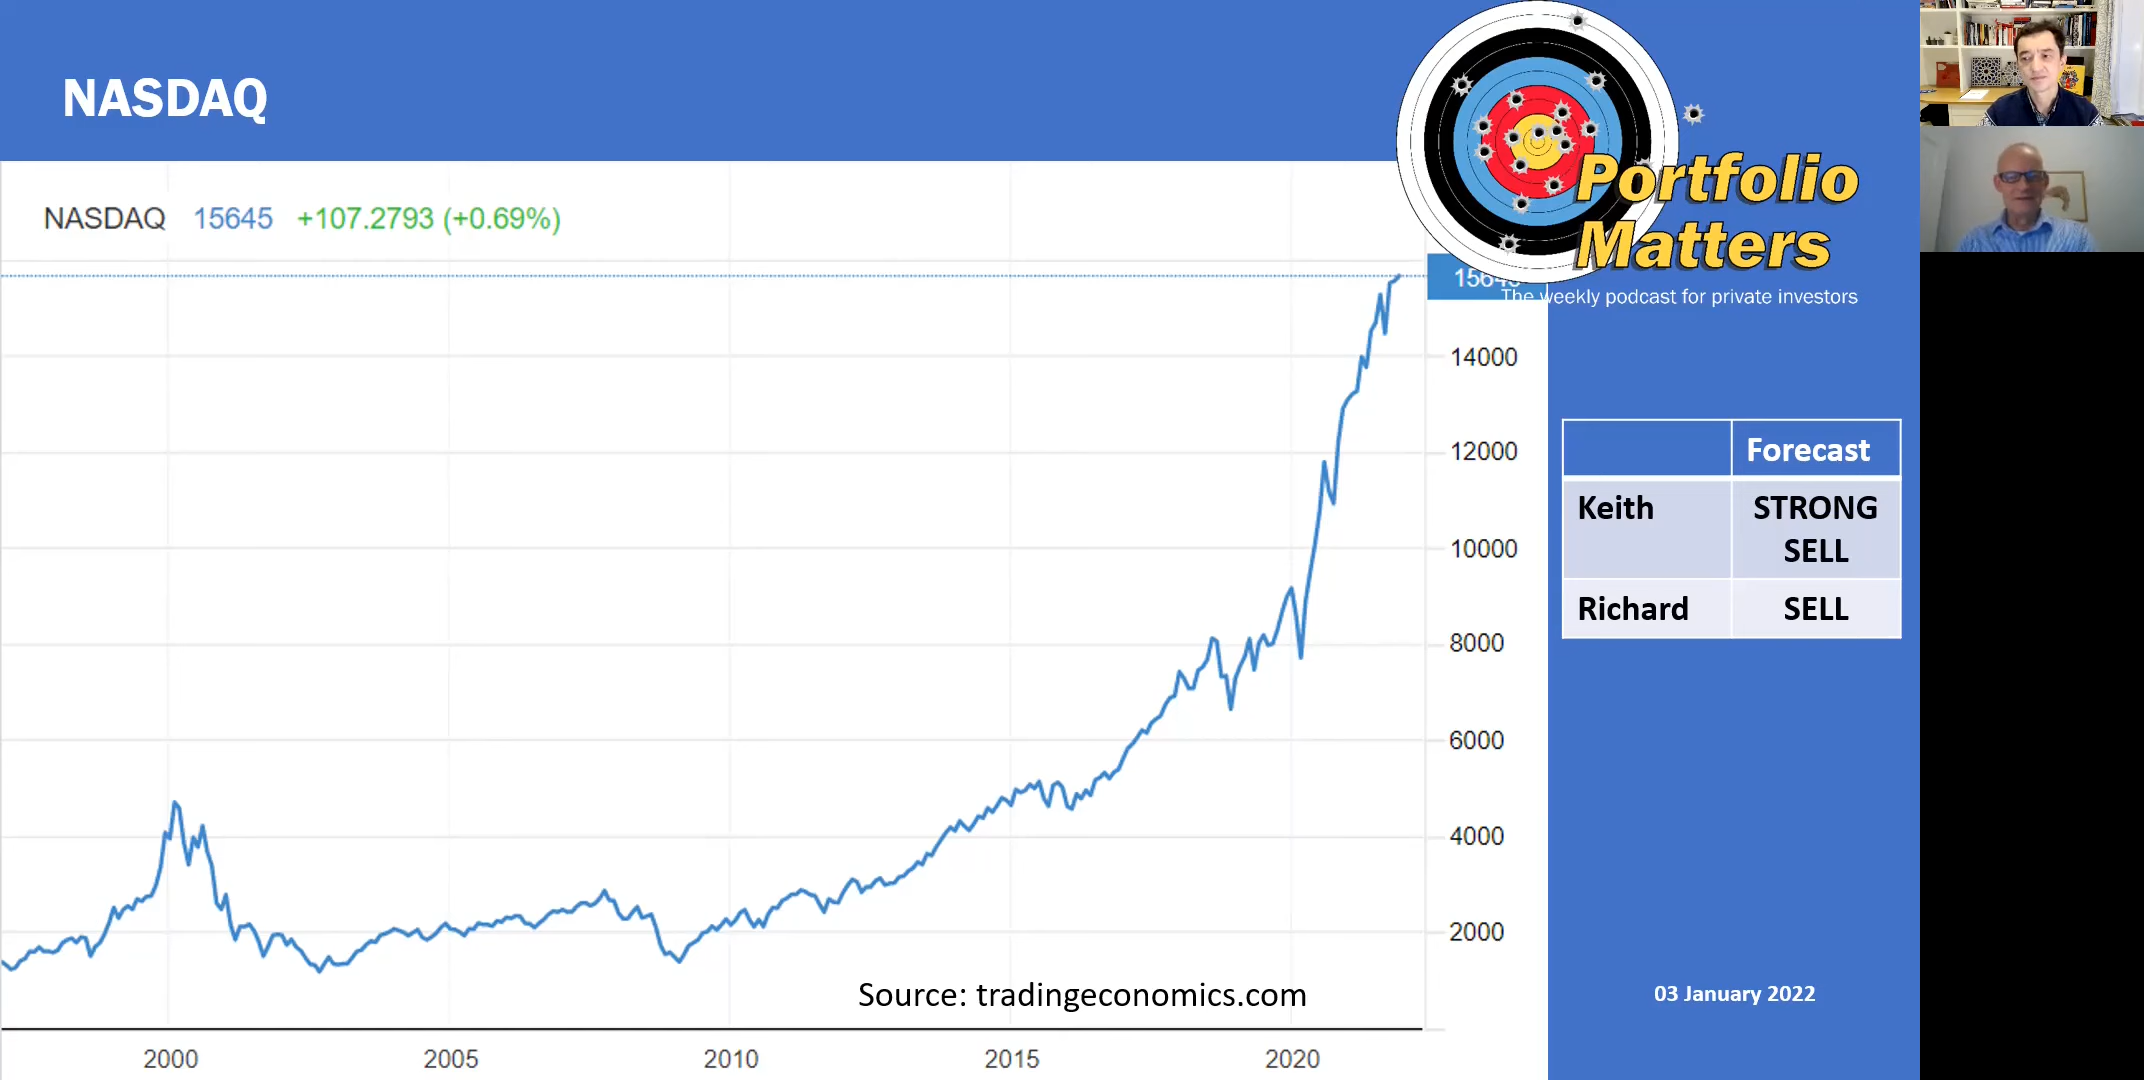 NASDAQ
NASDAQ 15645 +107.2793 (+0.69%)
Portfolio
Matters
The weekly podcast for private investors
14000
12000
10000
8000
6000
4000
2000
2000 2005 2010 2015 2020
Source: tradingeconomics.com
Forecast
Keith STRONG
SELL
Richard SELL
03 January 2022